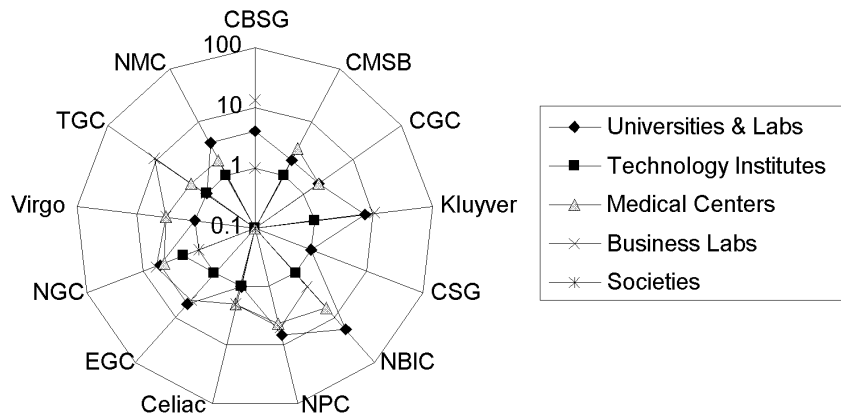 CBSG
100
NMC
CMSB
10
TGC
CGC
1
Virgo
Kluyver
0.1
NGC
CSG
EGC
NBIC
Celiac
NPC
Universities & Labs
Technology Institutes
Medical Centers
Business Labs
Societies